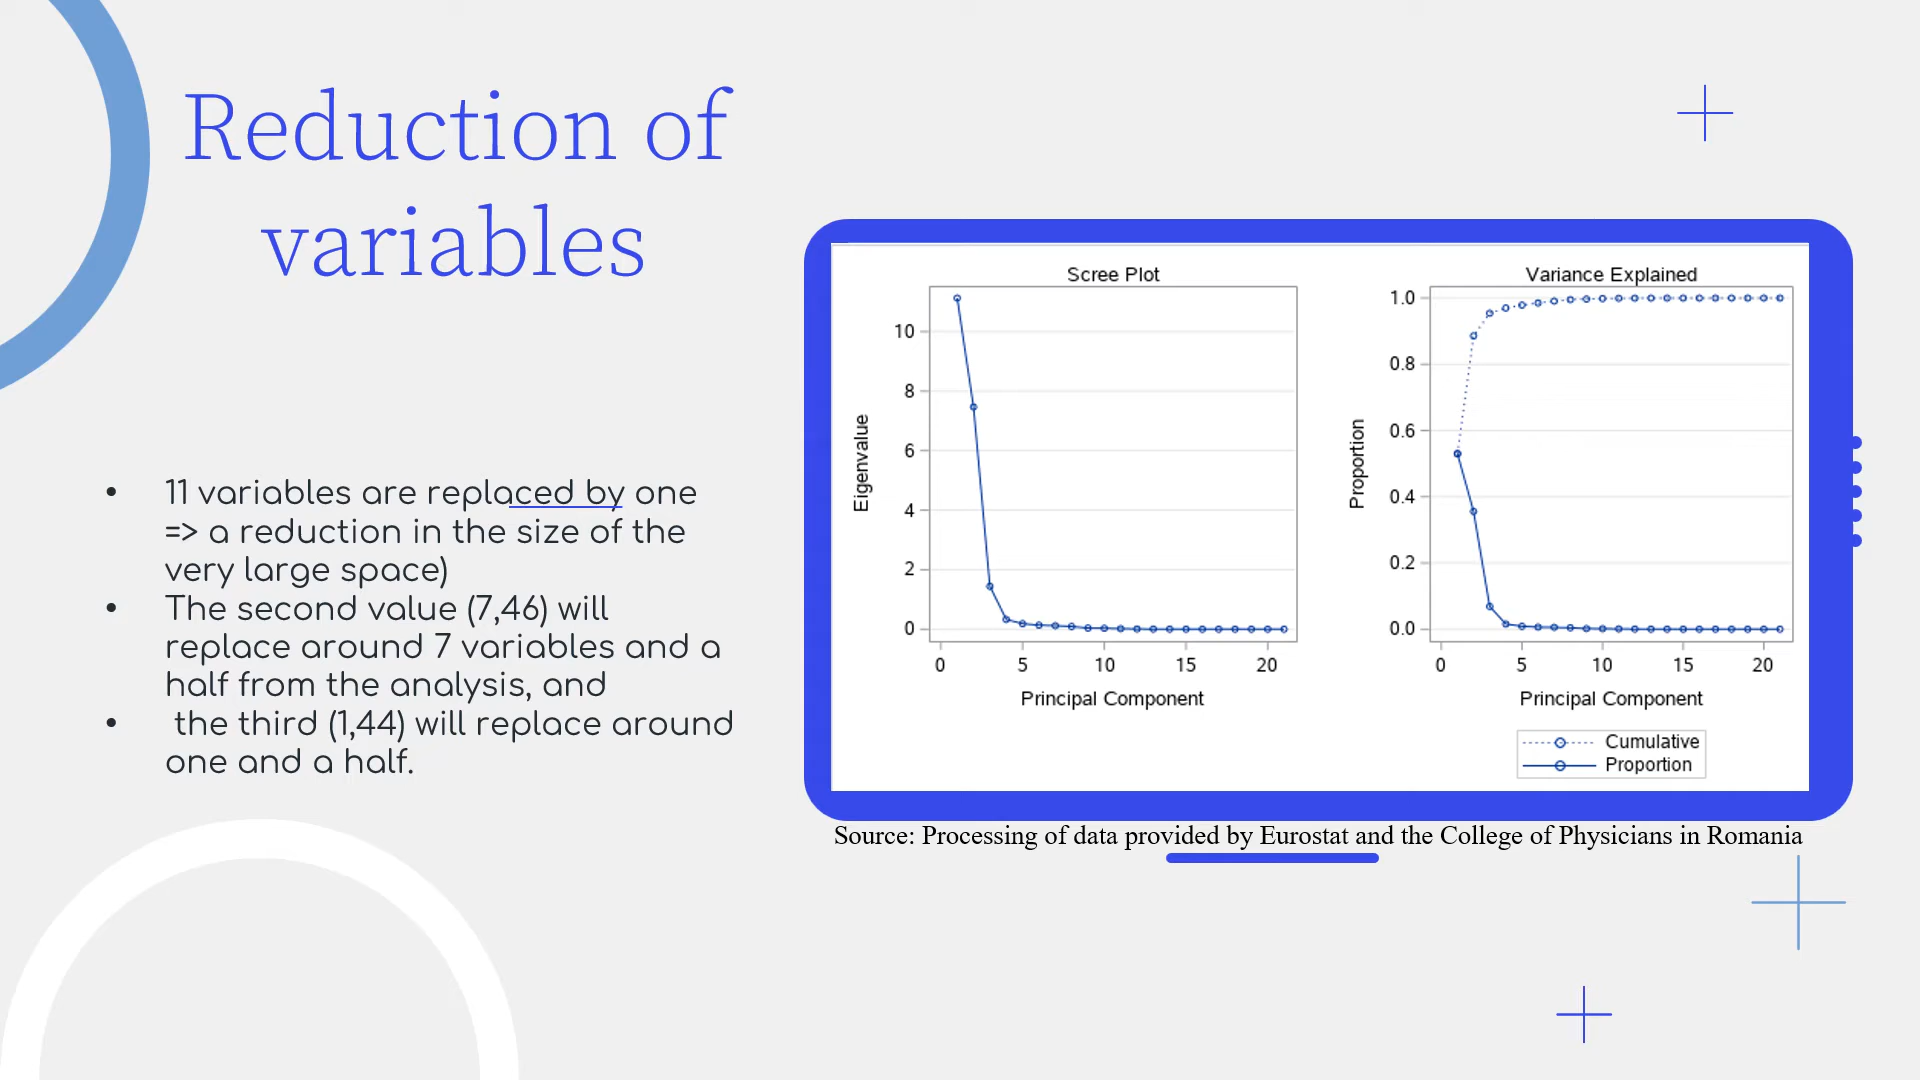 Reduction of
variables
• 11 variables are replaced by one
=> a reduction in the size of the
very large space)
• The second value (7,46) will
replace around 7 variables and a
half from the analysis, and
• the third (1,44) will replace around
one and a half.
Scree Plot
Eigenvalue
10
8
6
4
2
0
0 5 10 15 20
Principal Component
Variance Explained
Proportion
1.0
0.8
0.6
0.4
0.2
0.0
0 5 10 15 20
Principal Component
Cumulative
Proportion
Source: Processing of data provided by Eurostat and the College of Physicians in Romania